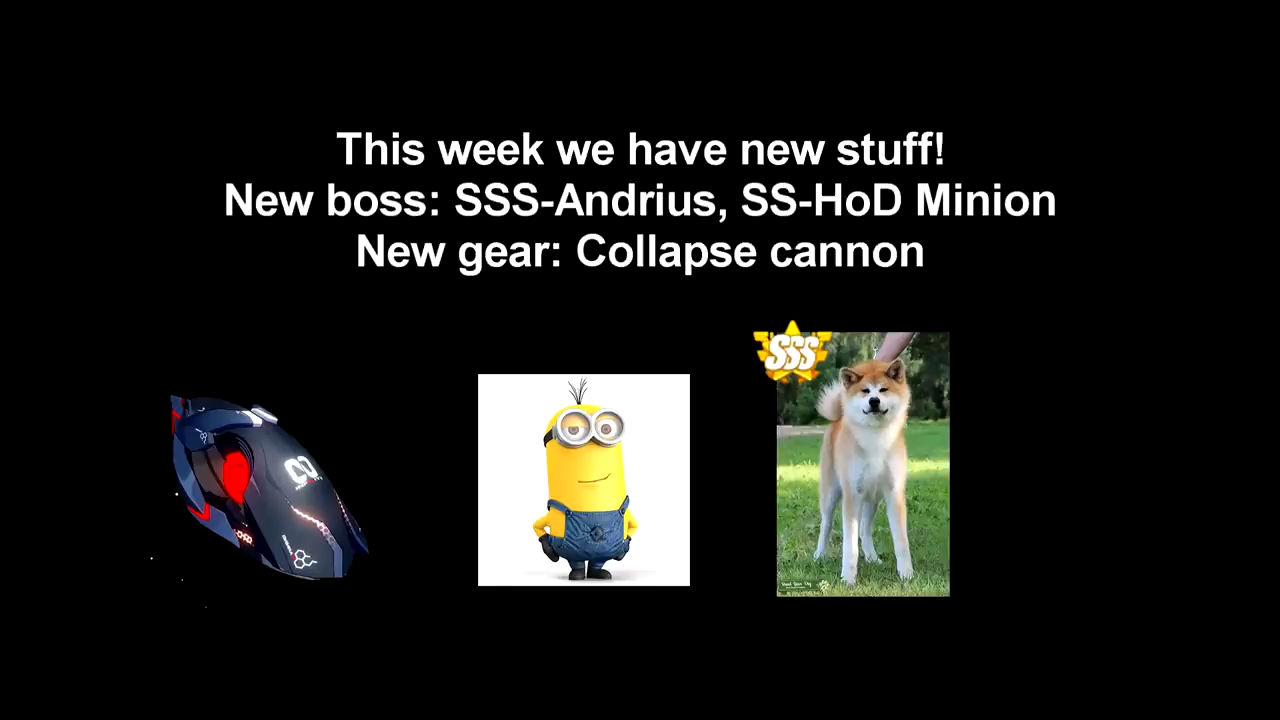 This week we have new stuff!
New boss: SSS-Andrius, SS-HoD Minion
New gear: Collapse cannon
SSS